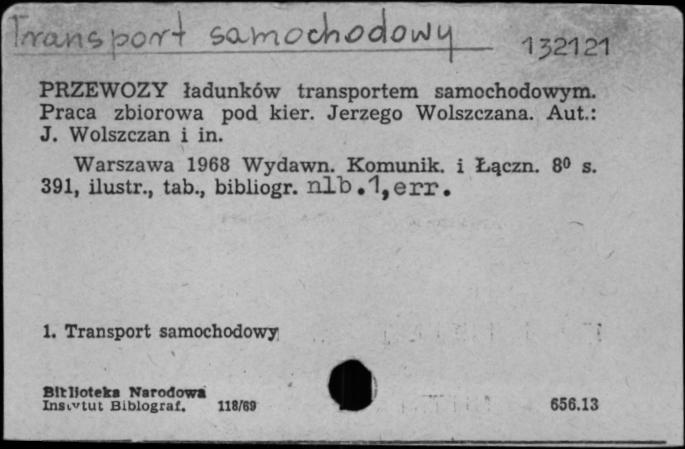 Transport samochodowy
132121
PRZEWOZY ładunków transportem samochodowym.
Praca zbiorowa pod kier. Jerzego Wolszczana. Aut.:
J. Wolszczan i in.
Warszawa 1968 Wydawn. Komunik. i Łączn. 8⁰ s.
391, ilustr., tab., bibliogr. nlb.1,err.
1. Transport samochodowy
Biblioteka Narodowa
Instytut Bibliograf. 118/69 656.13